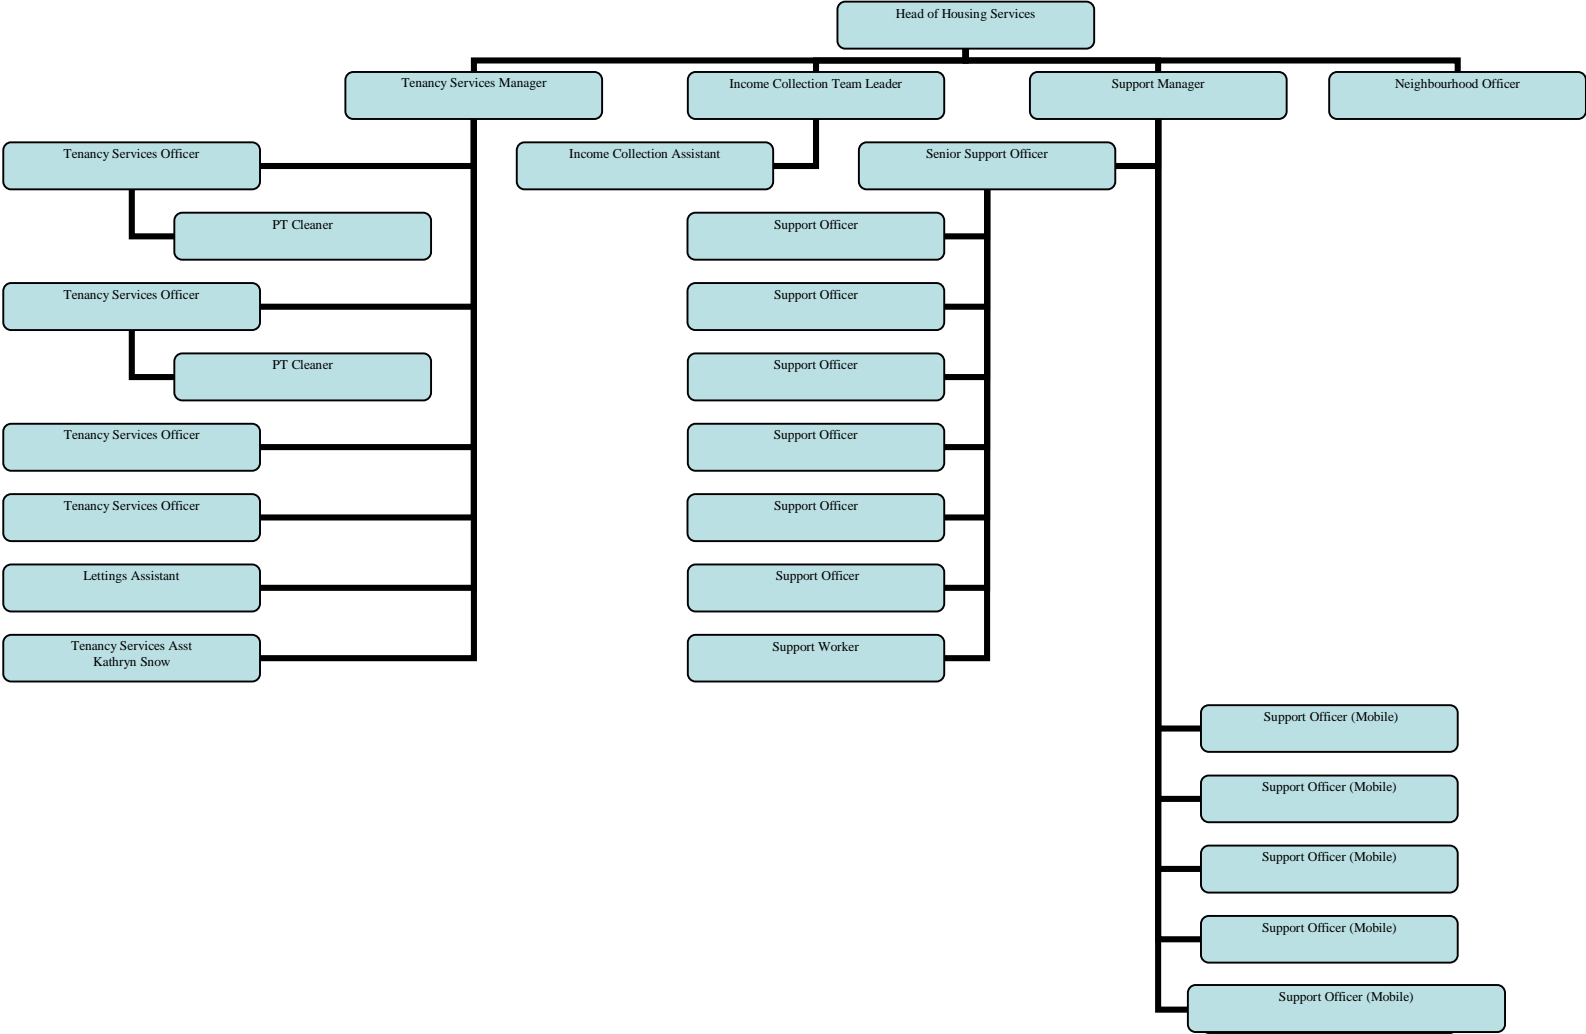 Head of Housing Services
Tenancy Services Manager
Income Collection Team Leader
Support Manager
Neighbourhood Officer
Tenancy Services Officer
Income Collection Assistant
Senior Support Officer
PT Cleaner
Support Officer
Tenancy Services Officer
Support Officer
PT Cleaner
Support Officer
Tenancy Services Officer
Support Officer
Tenancy Services Officer
Support Officer
Lettings Assistant
Support Officer
Tenancy Services Asst
Kathryn Snow
Support Worker
Support Officer (Mobile)
Support Officer (Mobile)
Support Officer (Mobile)
Support Officer (Mobile)
Support Officer (Mobile)